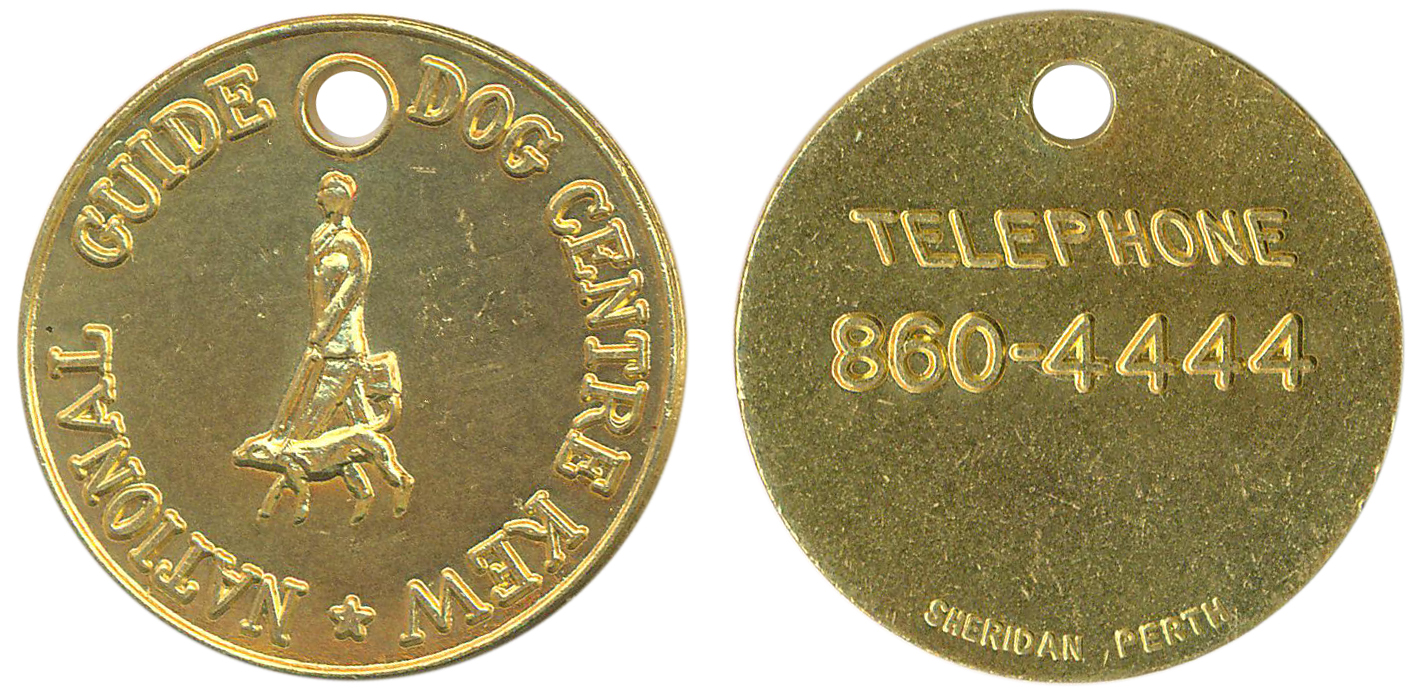 NATIONAL GUIDE DOG CENTRE KEW
TELEPHONE
860-4444
SHERIDAN, PERTH